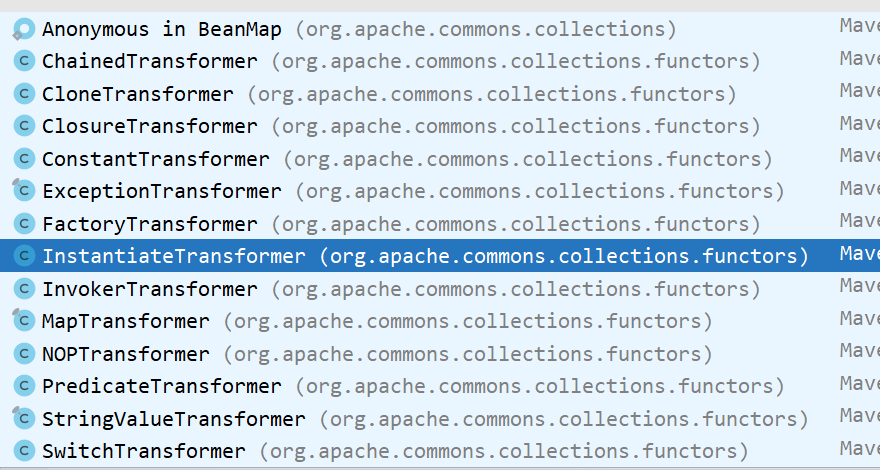 Anonymous in BeanMap (org.apache.commons.collections) Mave
ChainedTransformer (org.apache.commons.collections.functors) Mave
CloneTransformer (org.apache.commons.collections.functors) Mave
ClosureTransformer (org.apache.commons.collections.functors) Mave
ConstantTransformer (org.apache.commons.collections.functors) Mave
ExceptionTransformer (org.apache.commons.collections.functors) Mave
FactoryTransformer (org.apache.commons.collections.functors) Mave
InstantiateTransformer (org.apache.commons.collections.functors) Mave
InvokerTransformer (org.apache.commons.collections.functors) Mave
MapTransformer (org.apache.commons.collections.functors) Mave
NOPTransformer (org.apache.commons.collections.functors) Mave
PredicateTransformer (org.apache.commons.collections.functors) Mave
StringValueTransformer (org.apache.commons.collections.functors) Mave
SwitchTransformer (org.apache.commons.collections.functors) Mave